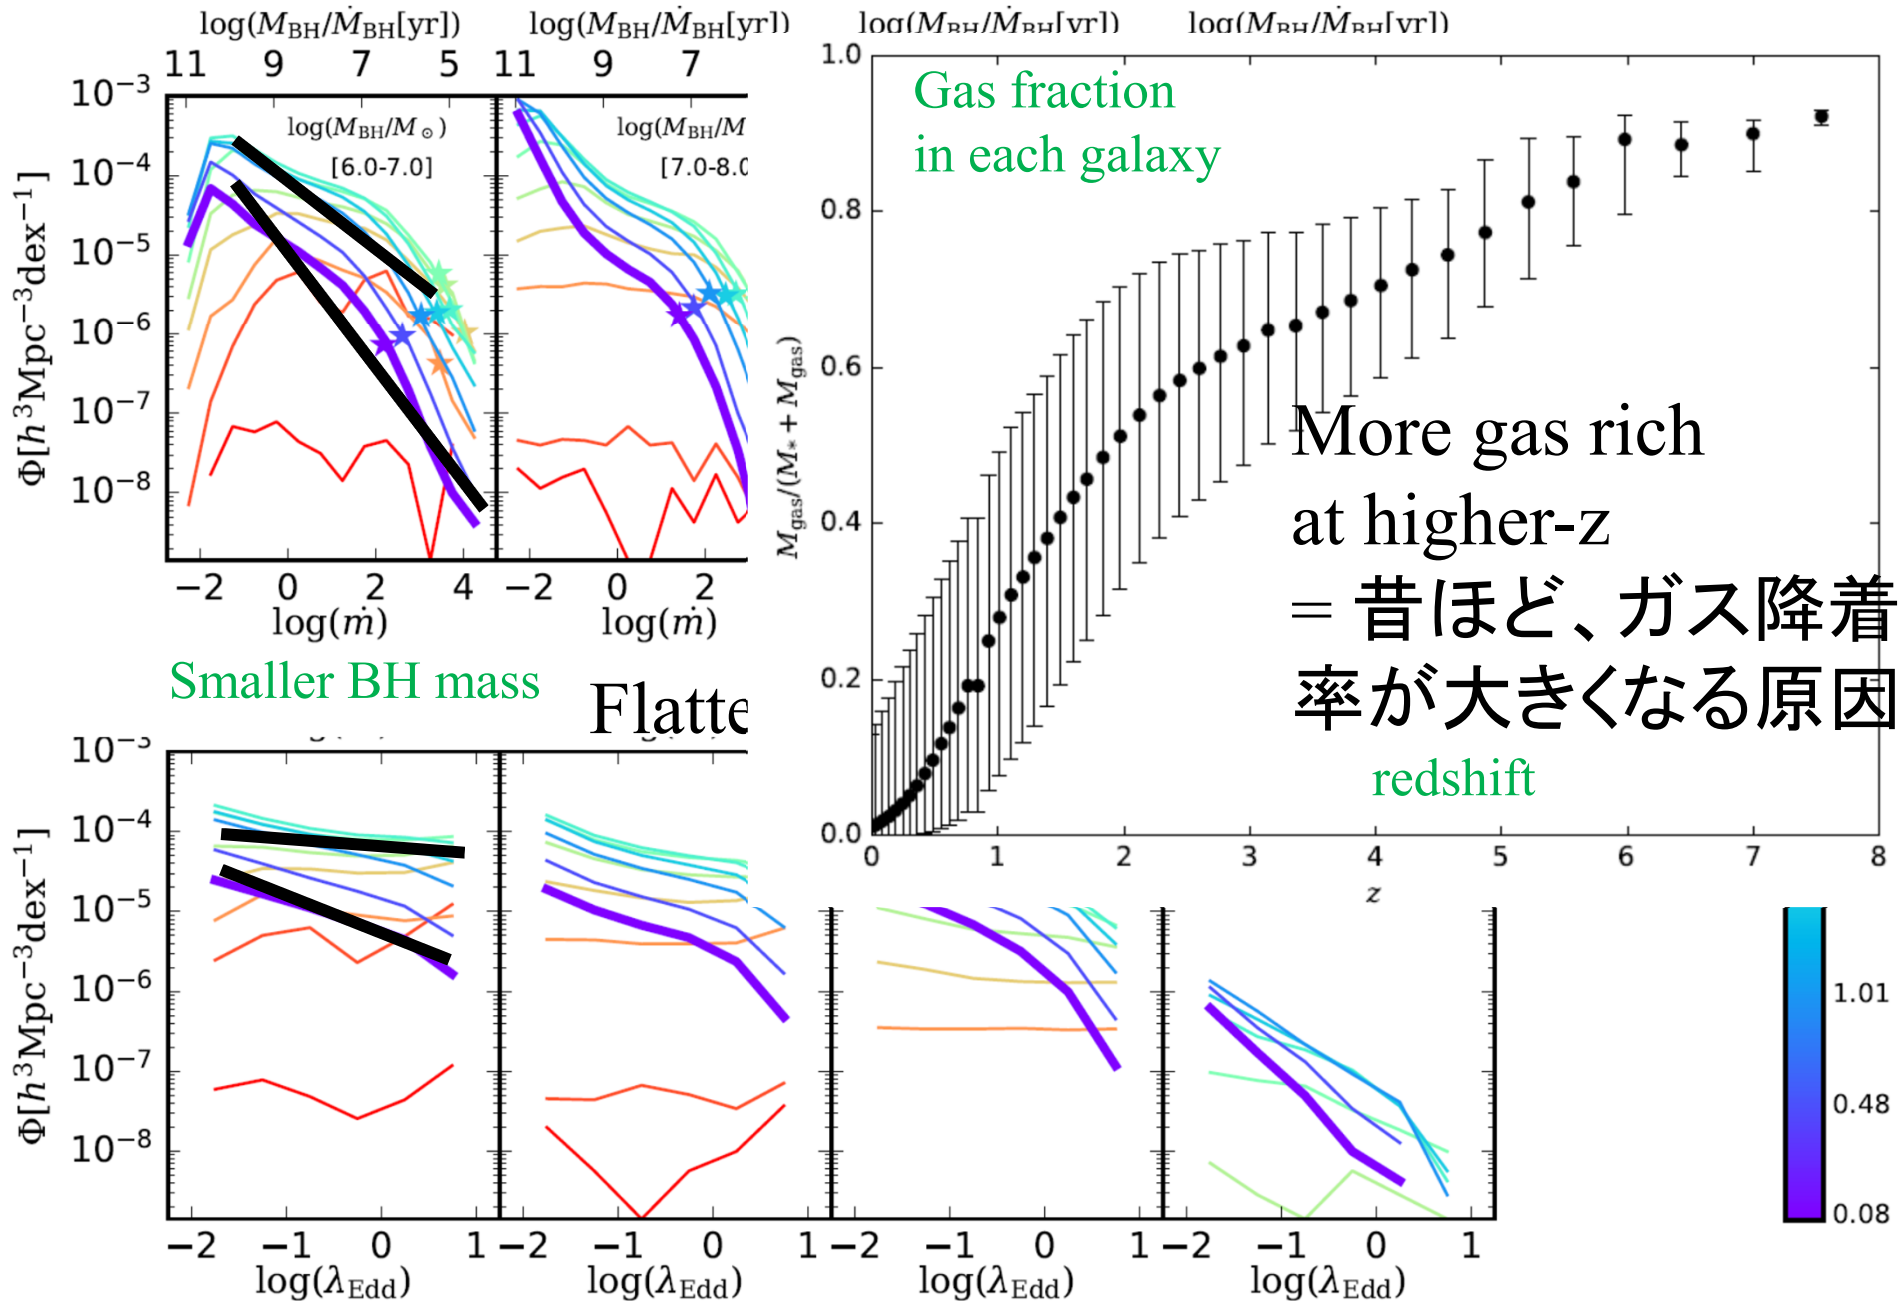 log(M_BH/Ṁ_BH[yr])
log(M_BH/Ṁ_BH[yr])
log(M_BH/Ṁ_BH[yr])
log(M_BH/Ṁ_BH[yr])
11 9 7 5
11 9 7
10⁻³
10⁻⁴
10⁻⁵
10⁻⁶
10⁻⁷
10⁻⁸
Φ[h³Mpc⁻³dex⁻¹]
log(M_BH/M_⊙)
[6.0-7.0]
log(M_BH/M
[7.0-8.0
−2 0 2 4
−2 0 2
log(ṁ)
log(ṁ)
Gas fraction
in each galaxy
1.0
0.8
0.6
0.4
0.2
0.0
M_gas/(M_* + M_gas)
More gas rich
at higher-z
= 昔ほど、ガス降着
率が大きくなる原因
redshift
0 1 2 3 4 5 6 7 8
z
Smaller BH mass
Flatte
10⁻³
10⁻⁴
10⁻⁵
10⁻⁶
10⁻⁷
10⁻⁸
Φ[h³Mpc⁻³dex⁻¹]
−2 −1 0 1
−2 −1 0 1
−2 −1 0 1
−2 −1 0 1
log(λ_Edd)
log(λ_Edd)
log(λ_Edd)
log(λ_Edd)
1.01
0.48
0.08